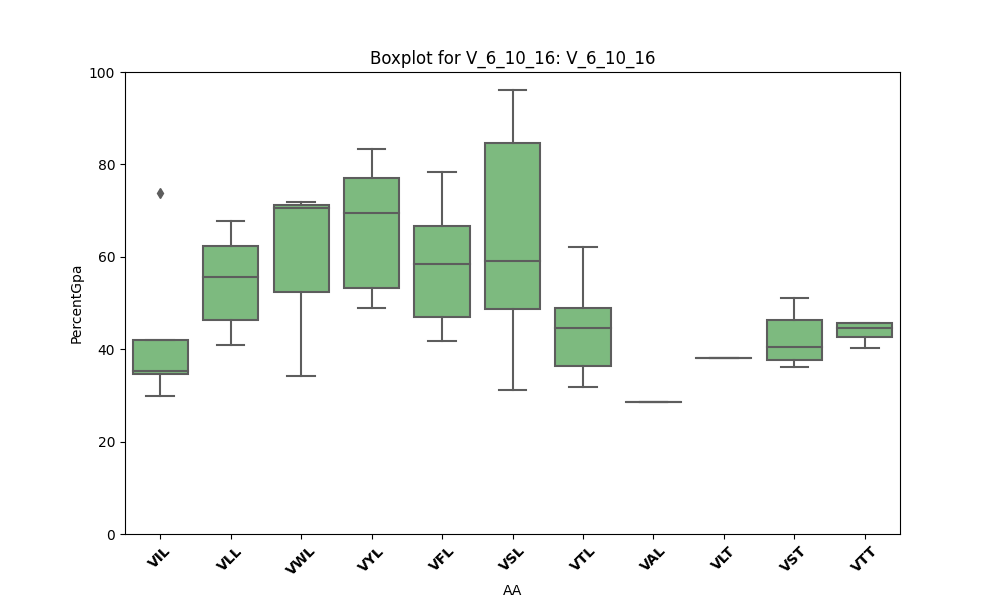 Boxplot for V_6_10_16: V_6_10_16
PercentGpa
100
80
60
40
20
0
VIL
VLL
VWL
VYL
VFL
VSL
VTL
VAL
VLT
VST
VTT
AA